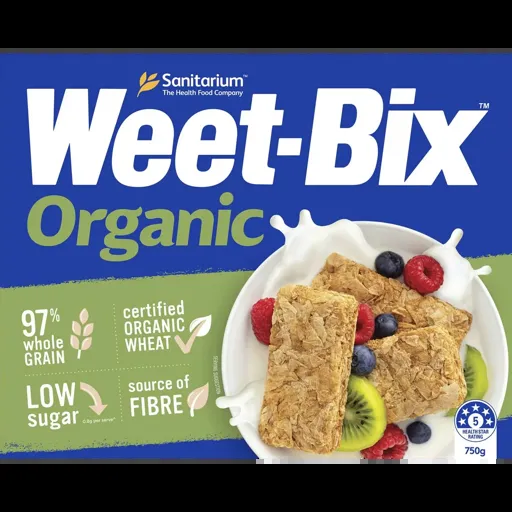 Sanitarium™
The Health Food Company
Weet-Bix™
Organic
97%
whole
GRAIN
certified
ORGANIC
WHEAT
LOW
sugar
source of
FIBRE
5
HEALTH STAR
RATING
750g